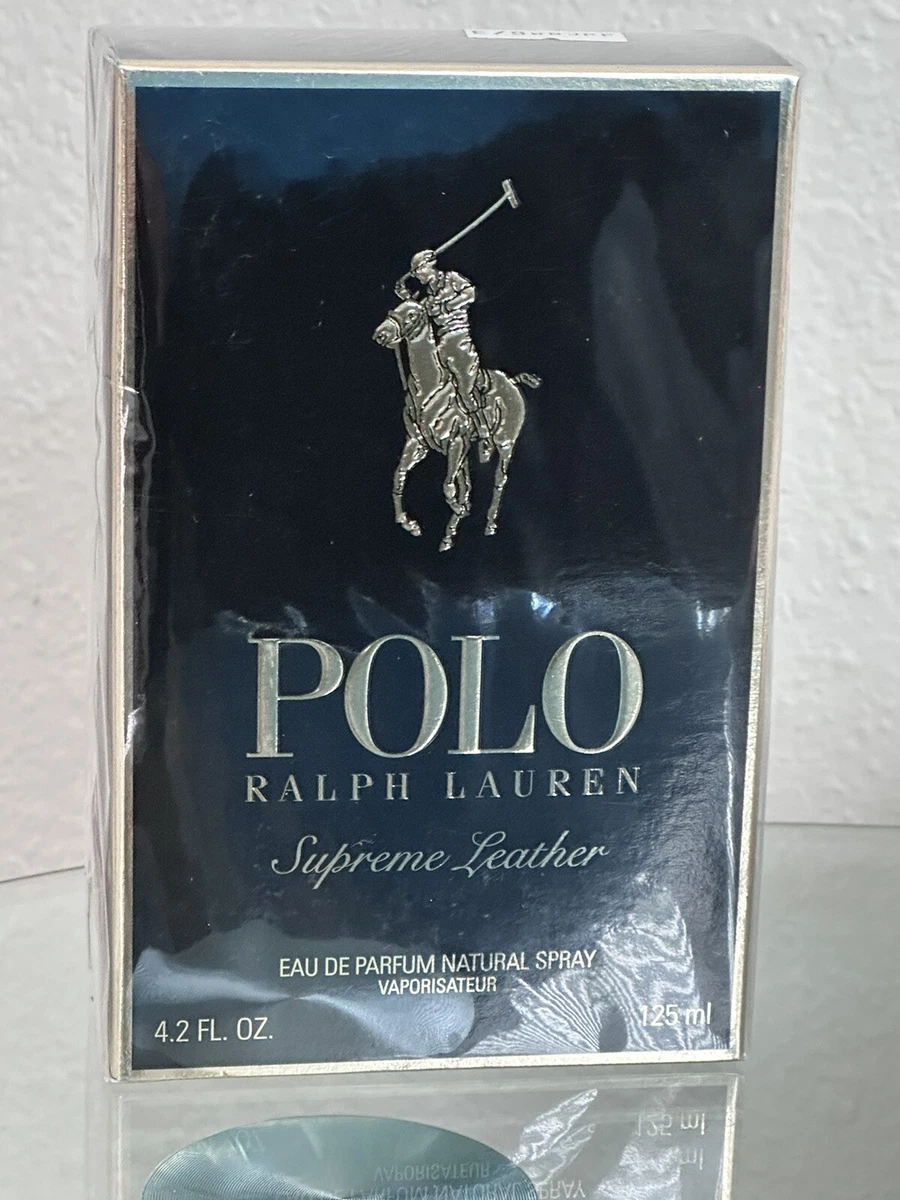 POLO
RALPH LAUREN
Supreme Leather
EAU DE PARFUM NATURAL SPRAY
VAPORISATEUR
4.2 FL. OZ.
125 ml